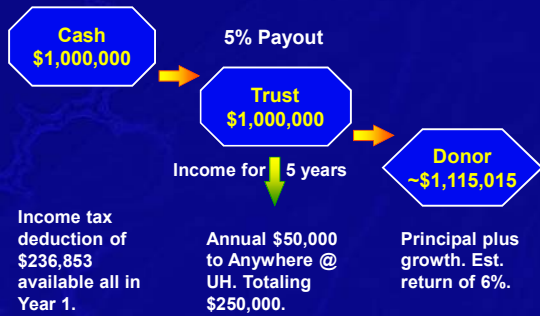 Cash
$1,000,000
5% Payout
Trust
$1,000,000
Income for 5 years
Donor
~$1,115,015
Income tax
deduction of
$236,853
available all in
Year 1.
Annual $50,000
to Anywhere @
UH. Totaling
$250,000.
Principal plus
growth. Est.
return of 6%.